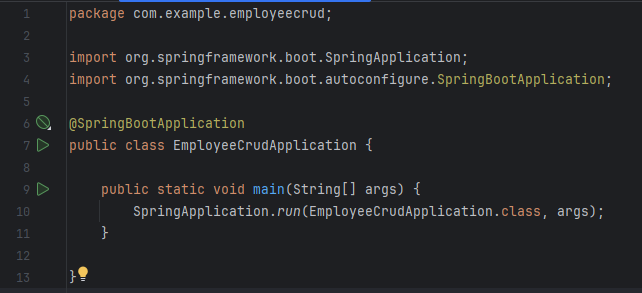 1 package com.example.employeecrud;
2
3 import org.springframework.boot.SpringApplication;
4 import org.springframework.boot.autoconfigure.SpringBootApplication;
5
6 @SpringBootApplication
7 public class EmployeeCrudApplication {
8
9 public static void main(String[] args) {
10 SpringApplication.run(EmployeeCrudApplication.class, args);
11 }
12
13 }